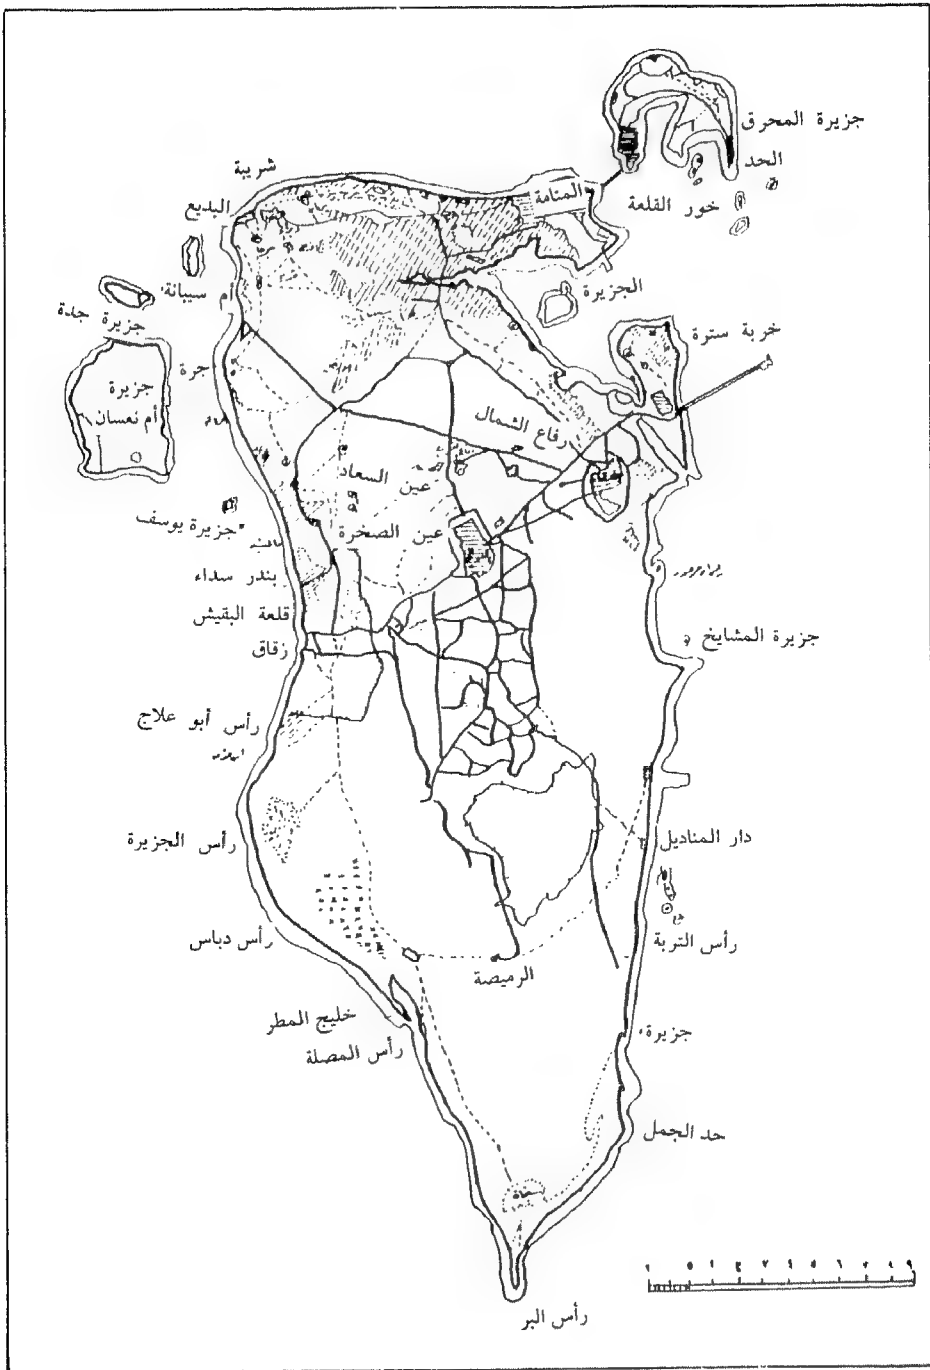 جزيرة المحرق
الحد
شريبة
المنامة
خور القلعة
البديع
الجزيرة
أم سبيانة
جزيرة جدة
خربة سترة
جرة
جزيرة
أم نعسان
رفاع الشمال
عين السعاد
جزيرة يوسف
عين الصخرة
بندر سداء
قلعة البقيش
جزيرة المشايخ
زقاق
رأس أبو علاج
دار المناديل
رأس الجزيرة
رأس التربة
رأس دباس
الرميصة
خليج المطر
جزيرة
رأس المصلة
حد الجمل
رأس البر